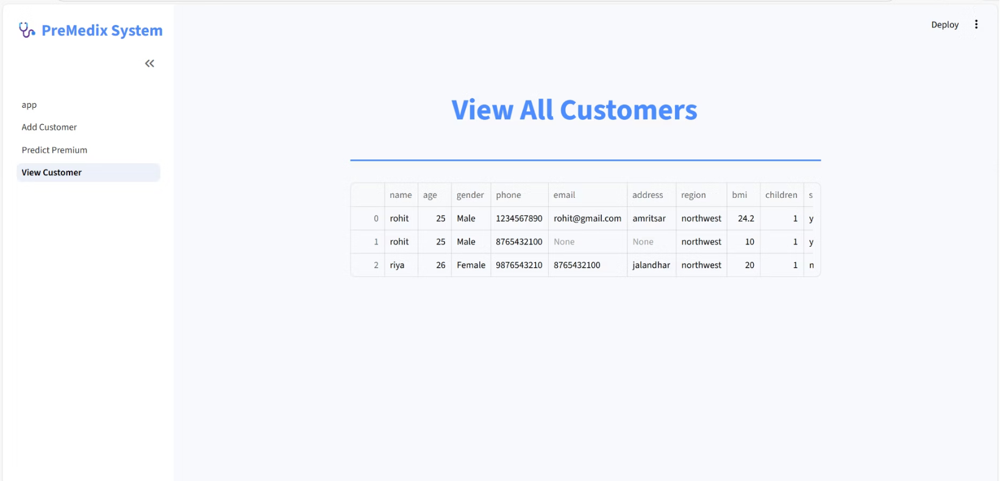 PreMedix System
Deploy
app
Add Customer
Predict Premium
View Customer
View All Customers
name age gender phone email address region bmi children s
0 rohit 25 Male 1234567890 rohit@gmail.com amritsar northwest 24.2 1 y
1 rohit 25 Male 8765432100 None None northwest 10 1 y
2 riya 26 Female 9876543210 8765432100 jalandhar northwest 20 1 n